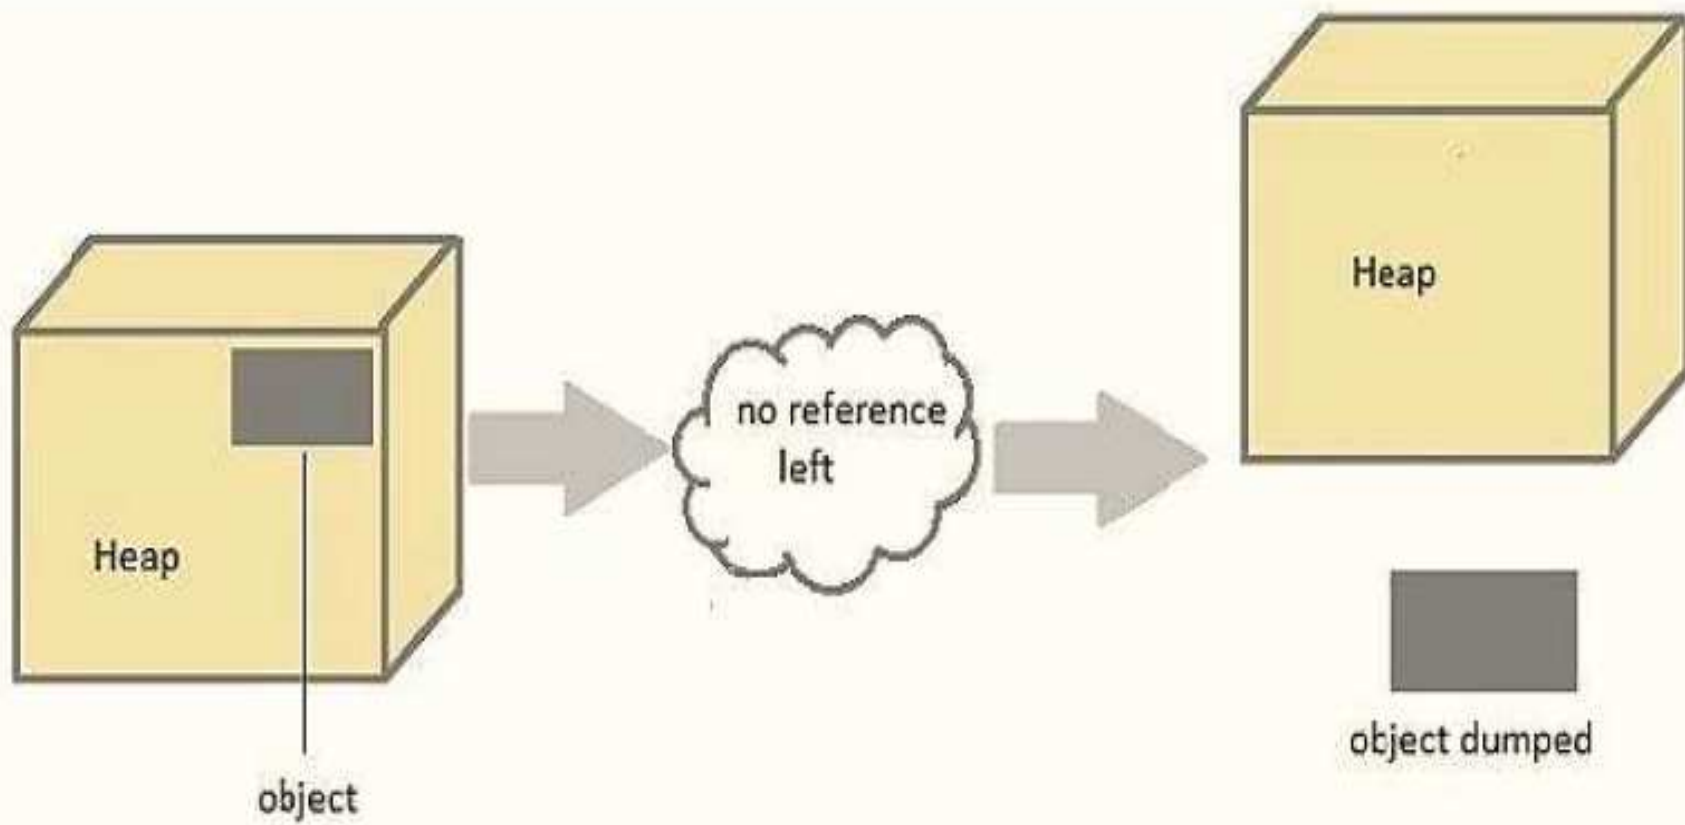 Heap
object
no reference
left
Heap
object dumped